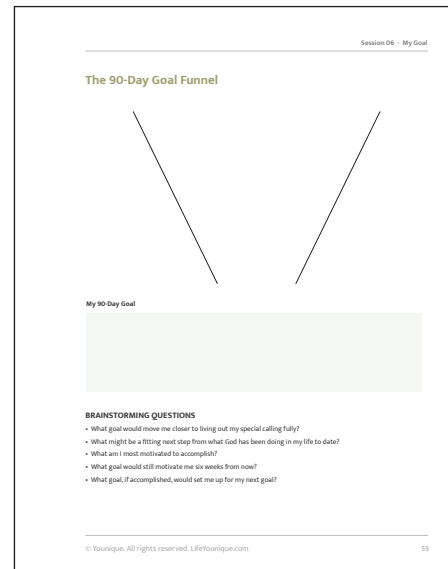 Session 06 · My Goal
The 90-Day Goal Funnel
My 90-Day Goal
BRAINSTORMING QUESTIONS
• What goal would move me closer to living out my special calling fully?
• What might be a fitting next step from what God has been doing in my life to date?
• What am I most motivated to accomplish?
• What goal would still motivate me six weeks from now?
• What goal, if accomplished, would set me up for my next goal?
© Younique. All rights reserved. LifeYounique.com
53